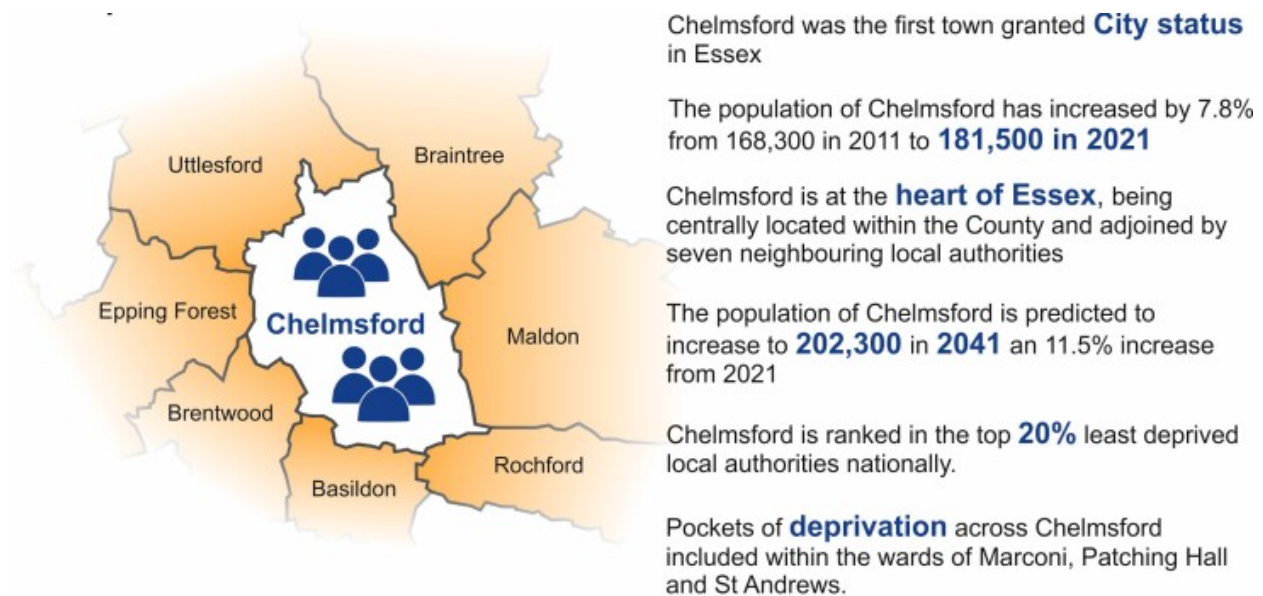 Chelmsford was the first town granted City status
in Essex
The population of Chelmsford has increased by 7.8%
from 168,300 in 2011 to 181,500 in 2021
Chelmsford is at the heart of Essex, being
centrally located within the County and adjoined by
seven neighbouring local authorities
The population of Chelmsford is predicted to
increase to 202,300 in 2041 an 11.5% increase
from 2021
Chelmsford is ranked in the top 20% least deprived
local authorities nationally.
Pockets of deprivation across Chelmsford
included within the wards of Marconi, Patching Hall
and St Andrews.
Uttlesford
Braintree
Epping Forest
Chelmsford
Maldon
Brentwood
Rochford
Basildon